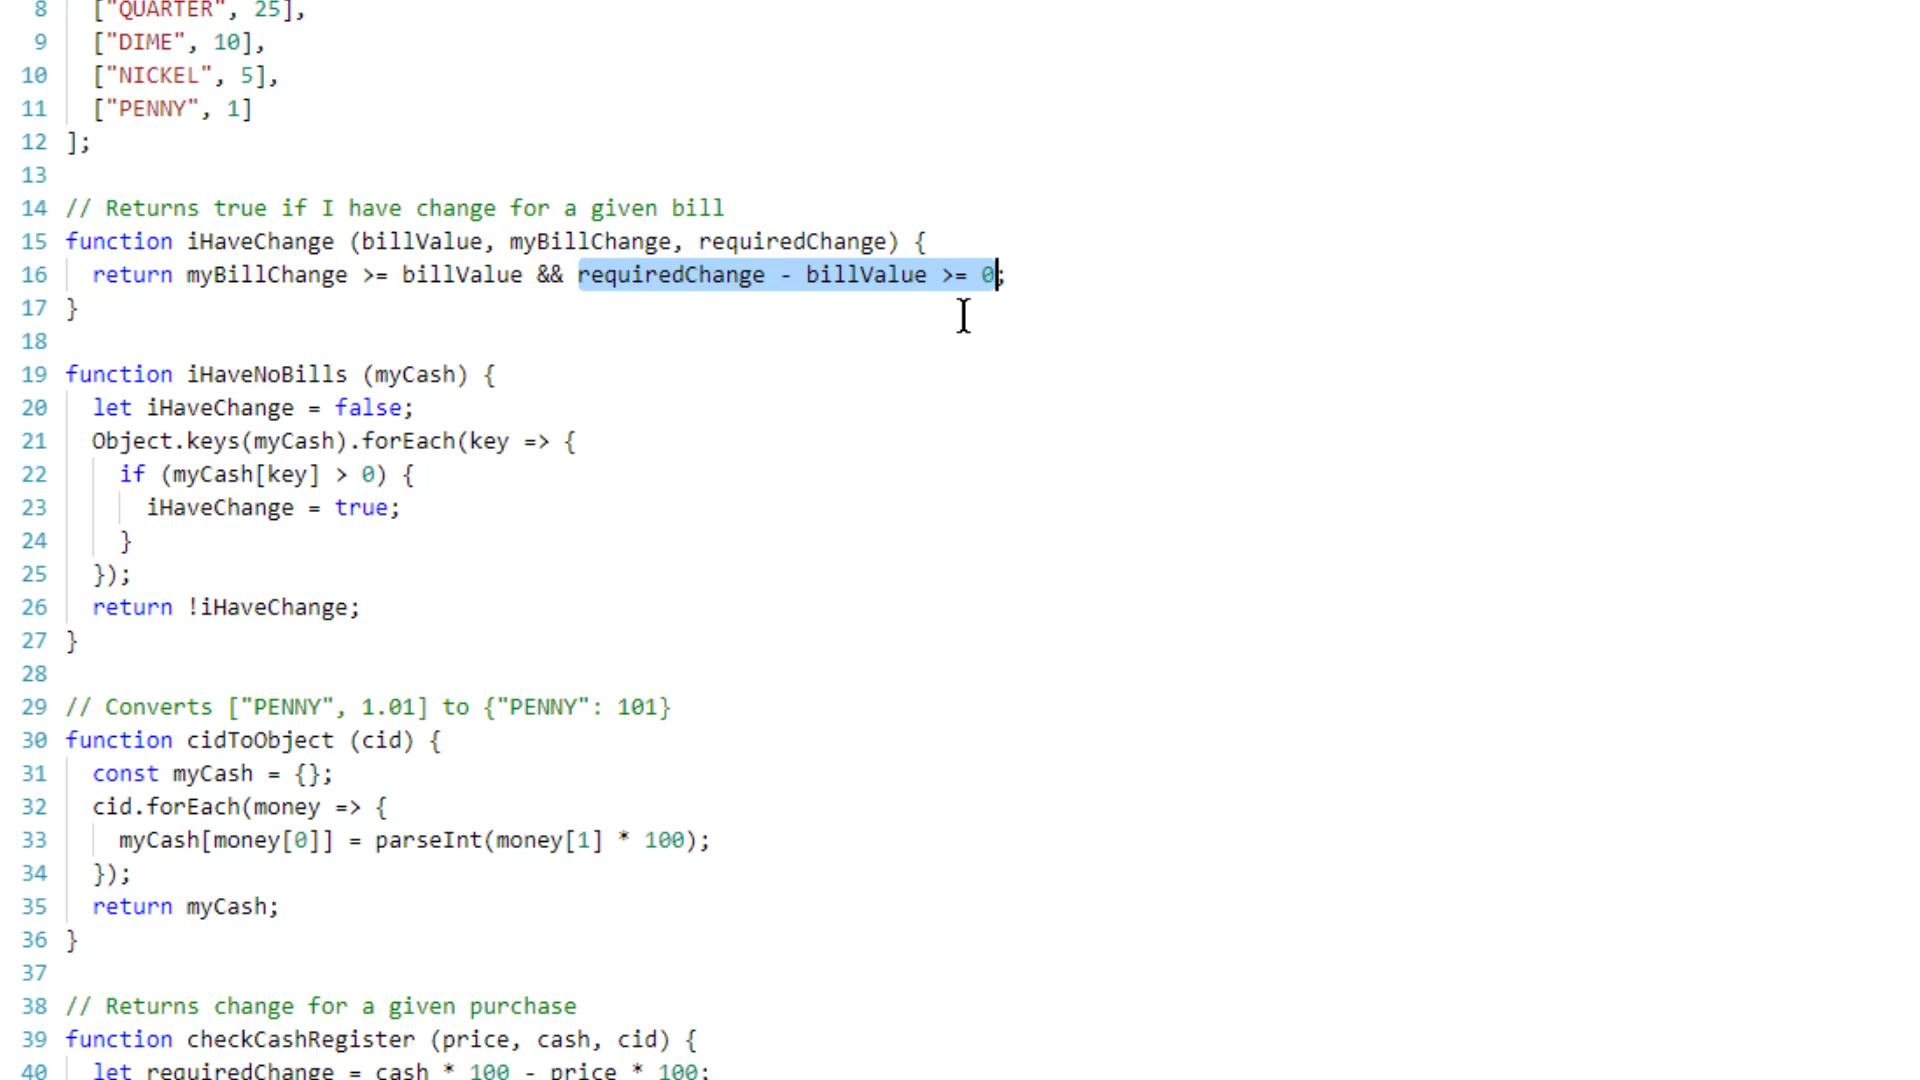 8 ["QUARTER", 25],
9 ["DIME", 10],
10 ["NICKEL", 5],
11 ["PENNY", 1]
12 ];
13
14 // Returns true if I have change for a given bill
15 function iHaveChange (billValue, myBillChange, requiredChange) {
16 return myBillChange >= billValue && requiredChange - billValue >= 0;
17 }
18
19 function iHaveNoBills (myCash) {
20 let iHaveChange = false;
21 Object.keys(myCash).forEach(key => {
22 if (myCash[key] > 0) {
23 iHaveChange = true;
24 }
25 });
26 return !iHaveChange;
27 }
28
29 // Converts ["PENNY", 1.01] to {"PENNY": 101}
30 function cidToObject (cid) {
31 const myCash = {};
32 cid.forEach(money => {
33 myCash[money[0]] = parseInt(money[1] * 100);
34 });
35 return myCash;
36 }
37
38 // Returns change for a given purchase
39 function checkCashRegister (price, cash, cid) {
40 let requiredChange = cash * 100 - price * 100;